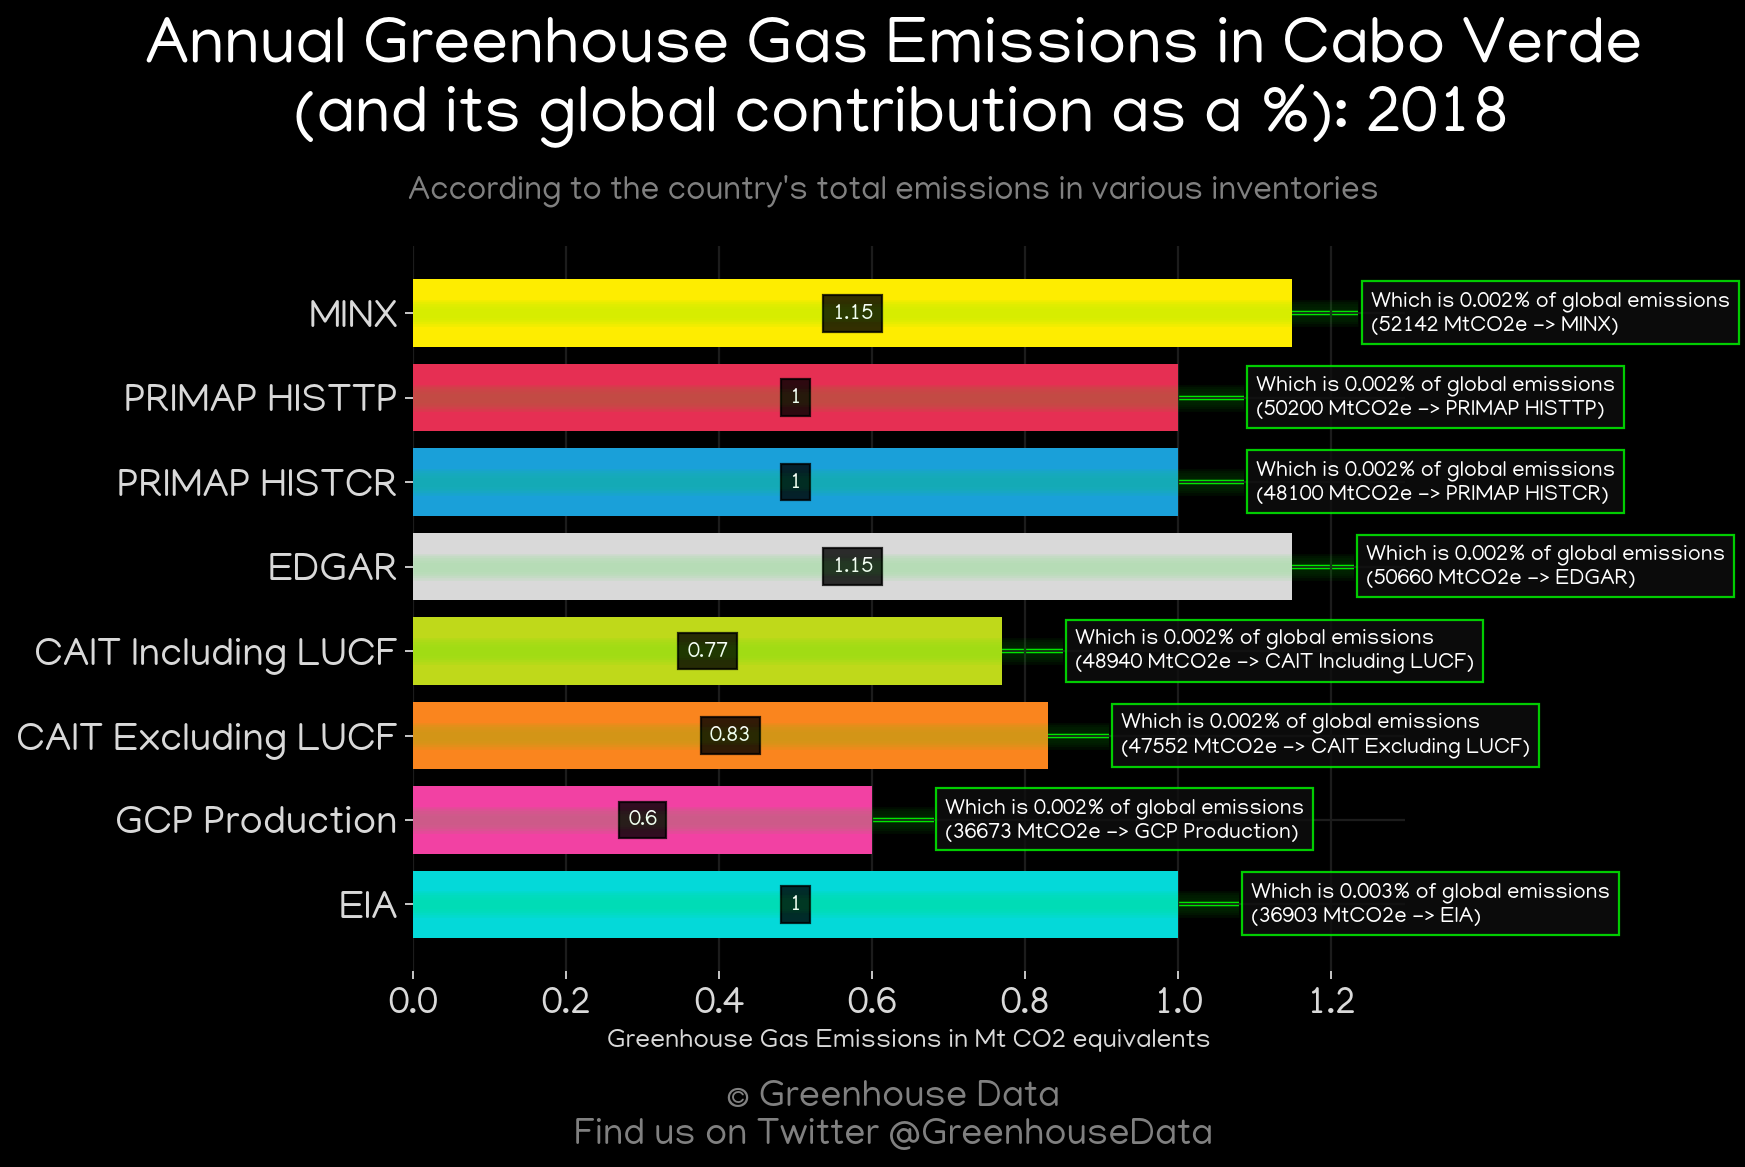 Annual Greenhouse Gas Emissions in Cabo Verde
(and its global contribution as a %): 2018
According to the country's total emissions in various inventories
MINX
1.15
Which is 0.002% of global emissions
(52142 MtCO2e -> MINX)
PRIMAP HISTTP
1
Which is 0.002% of global emissions
(50200 MtCO2e -> PRIMAP HISTTP)
PRIMAP HISTCR
1
Which is 0.002% of global emissions
(48100 MtCO2e -> PRIMAP HISTCR)
EDGAR
1.15
Which is 0.002% of global emissions
(50660 MtCO2e -> EDGAR)
CAIT Including LUCF
0.77
Which is 0.002% of global emissions
(48940 MtCO2e -> CAIT Including LUCF)
CAIT Excluding LUCF
0.83
Which is 0.002% of global emissions
(47552 MtCO2e -> CAIT Excluding LUCF)
GCP Production
0.6
Which is 0.002% of global emissions
(36673 MtCO2e -> GCP Production)
EIA
1
Which is 0.003% of global emissions
(36903 MtCO2e -> EIA)
0.0 0.2 0.4 0.6 0.8 1.0 1.2
Greenhouse Gas Emissions in Mt CO2 equivalents
© Greenhouse Data
Find us on Twitter @GreenhouseData